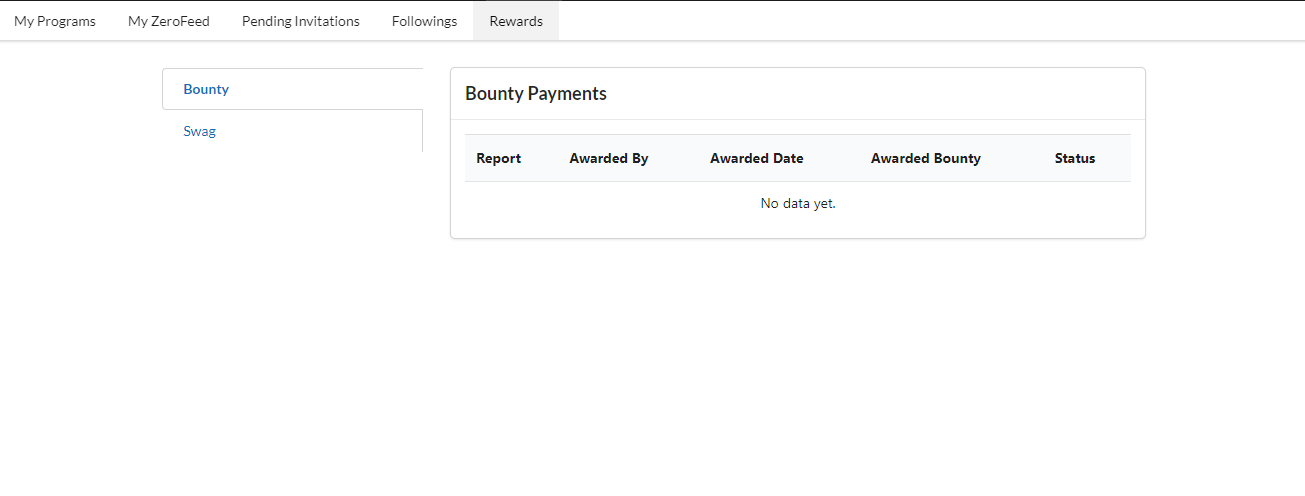 My Programs My ZeroFeed Pending Invitations Followings Rewards
Bounty
Swag
Bounty Payments
Report Awarded By Awarded Date Awarded Bounty Status
No data yet.